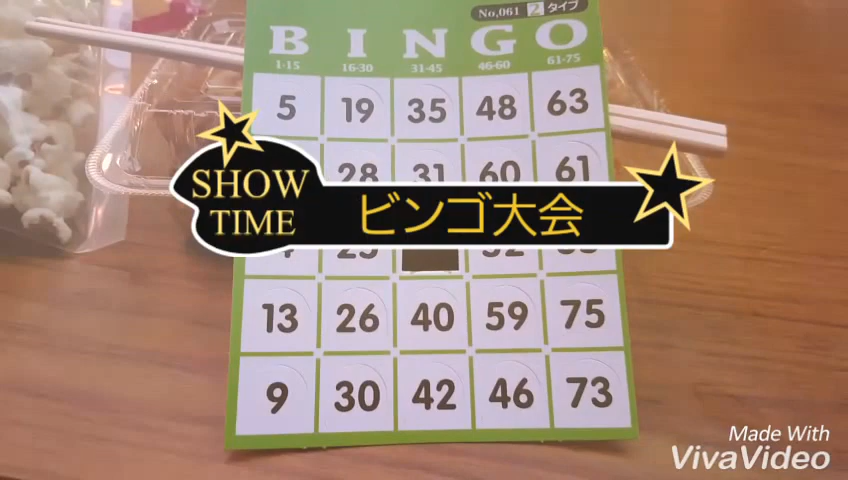 No,061 2 タイプ
B I N G O
1-15 16-30 31-45 46-60 61-75
5 19 35 48 63
28 31 60 61
SHOW
TIME
ビンゴ大会
13 26 40 59 75
9 30 42 46 73
Made With
VivaVideo